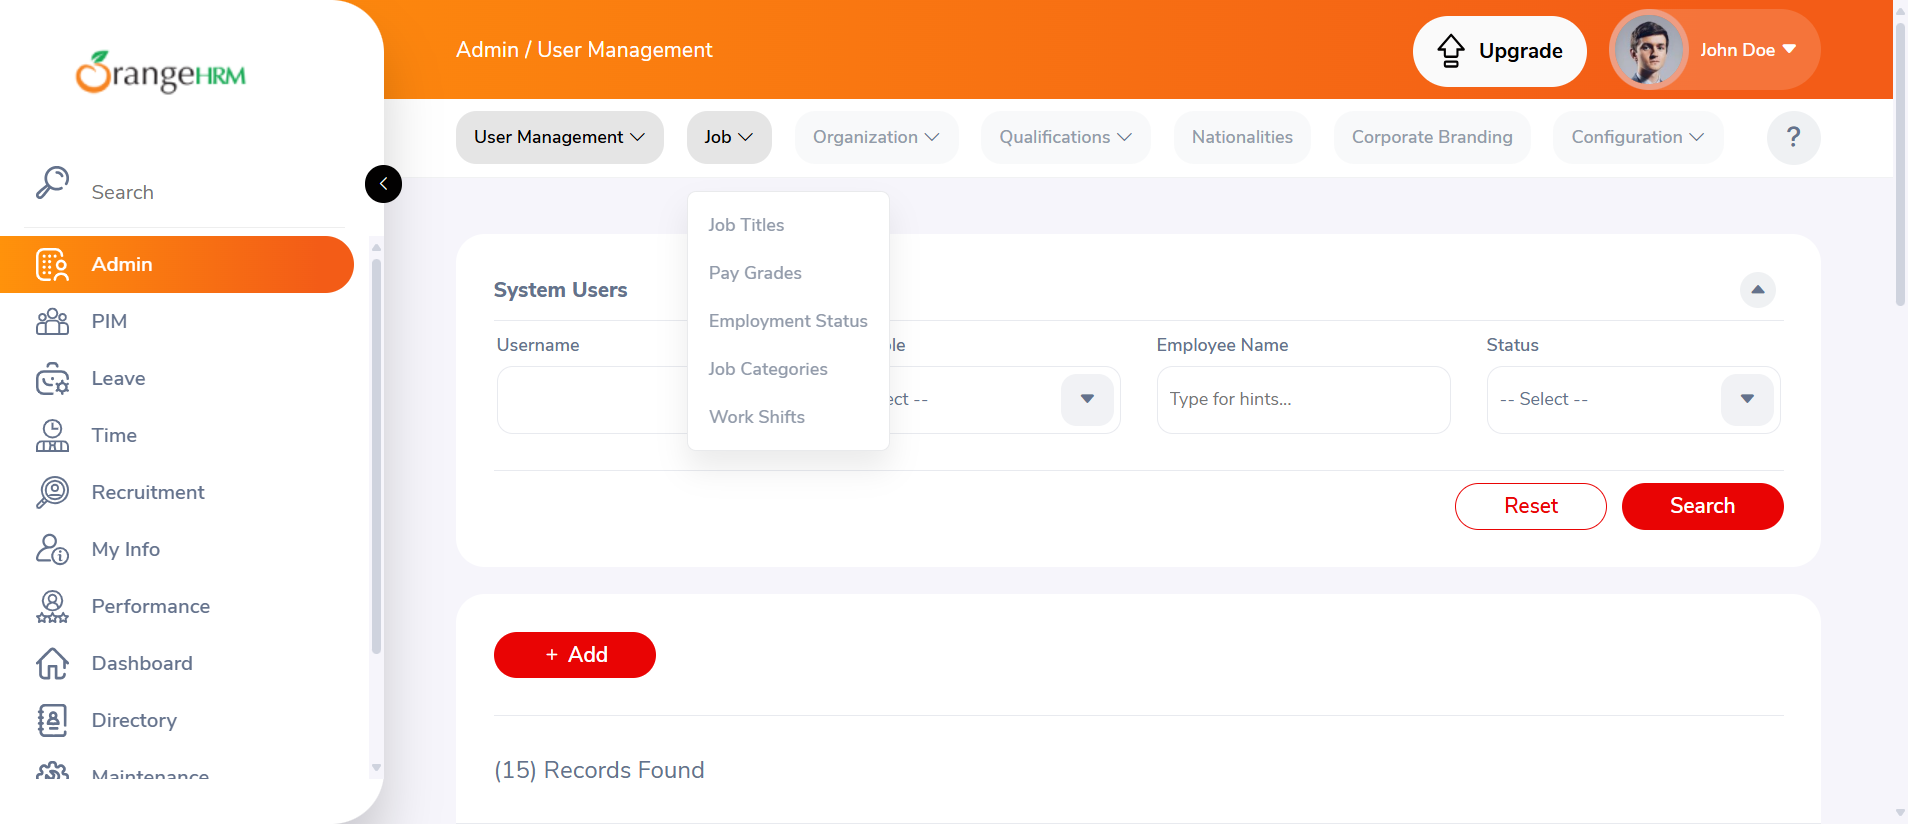 OrangeHRM
Admin / User Management
Upgrade
John Doe
User Management
Job
Organization
Qualifications
Nationalities
Corporate Branding
Configuration
?
Search
Admin
PIM
Leave
Time
Recruitment
My Info
Performance
Dashboard
Directory
Maintenance
Job Titles
Pay Grades
Employment Status
Job Categories
Work Shifts
System Users
Username
le
Employee Name
Status
ect --
Type for hints...
-- Select --
Reset
Search
+ Add
(15) Records Found